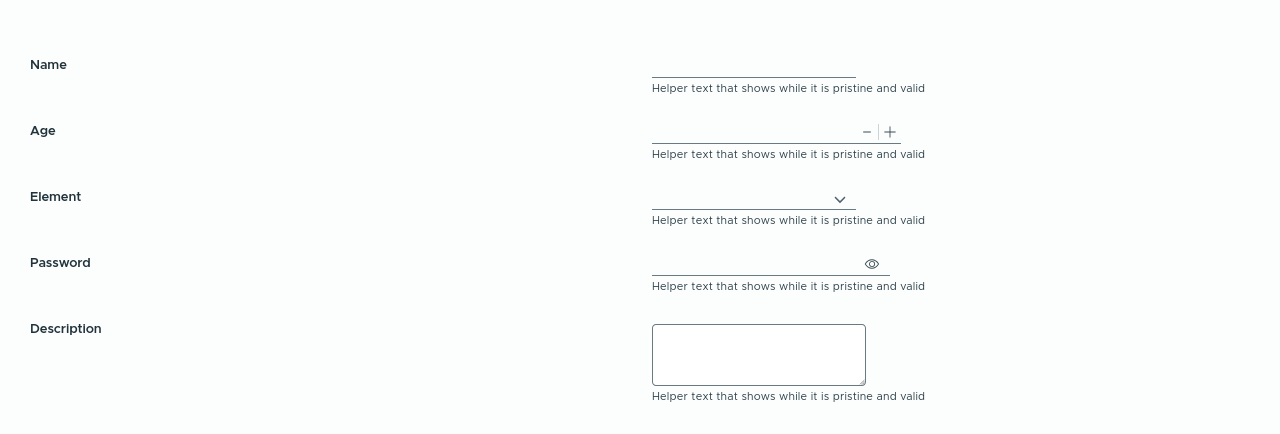 Name
Helper text that shows while it is pristine and valid
Age
Helper text that shows while it is pristine and valid
Element
Helper text that shows while it is pristine and valid
Password
Helper text that shows while it is pristine and valid
Description
Helper text that shows while it is pristine and valid